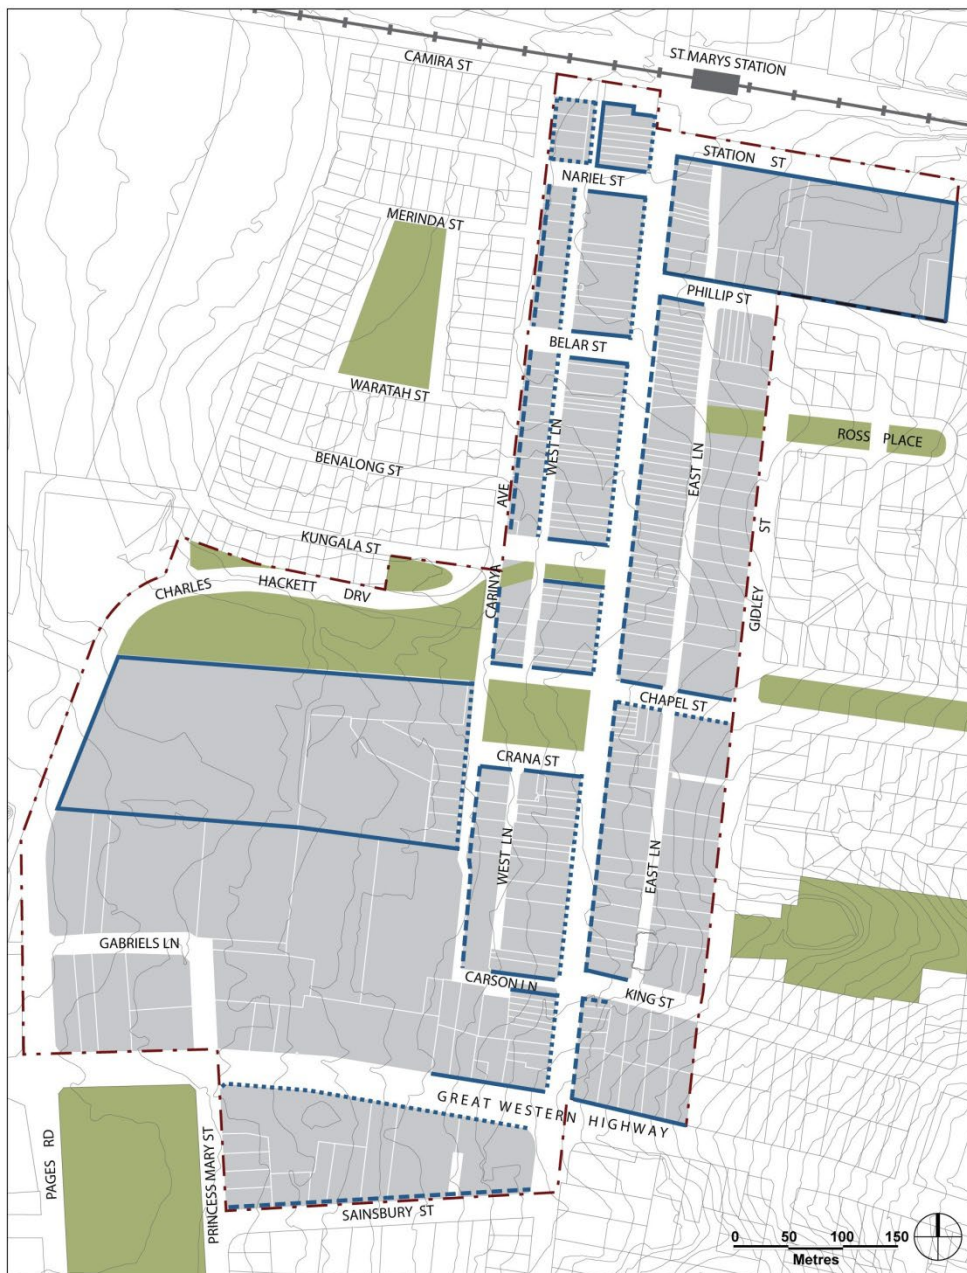 CAMIRA ST
ST MARYS STATION
STATION ST
NARIEL ST
MERINDA ST
PHILLIP ST
BELAR ST
WARATAH ST
ROSS PLACE
WEST LN
EAST LN
BENALONG ST
CARINYA AVE
GIDLEY ST
KUNGALA ST
CHARLES HACKETT DRV
CHAPEL ST
CRANA ST
WEST LN
EAST LN
GABRIELS LN
CARSON LN
KING ST
GREAT WESTERN HIGHWAY
PAGES RD
PRINCESS MARY ST
SAINSBURY ST
0 50 100 150
Metres